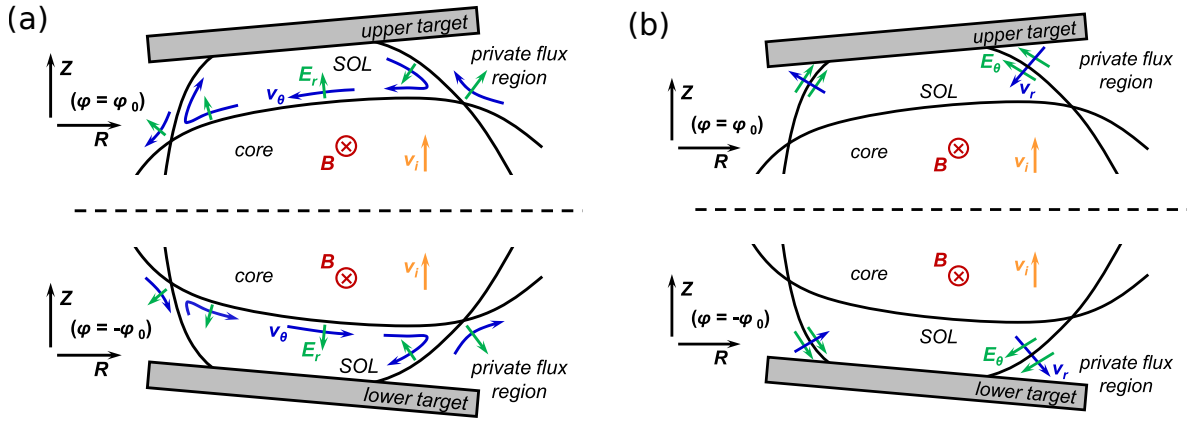 (a)
upper target
private flux
region
SOL
E_r
v_θ
Z
(φ = φ_0)
R
core
B
v_i
core
B
v_i
Z
(φ = -φ_0)
R
v_θ
E_r
SOL
private flux
region
lower target
(b)
upper target
private flux
region
E_θ
v_r
SOL
Z
(φ = φ_0)
R
core
B
v_i
core
B
v_i
Z
(φ = -φ_0)
R
SOL
E_θ
v_r
private flux
region
lower target